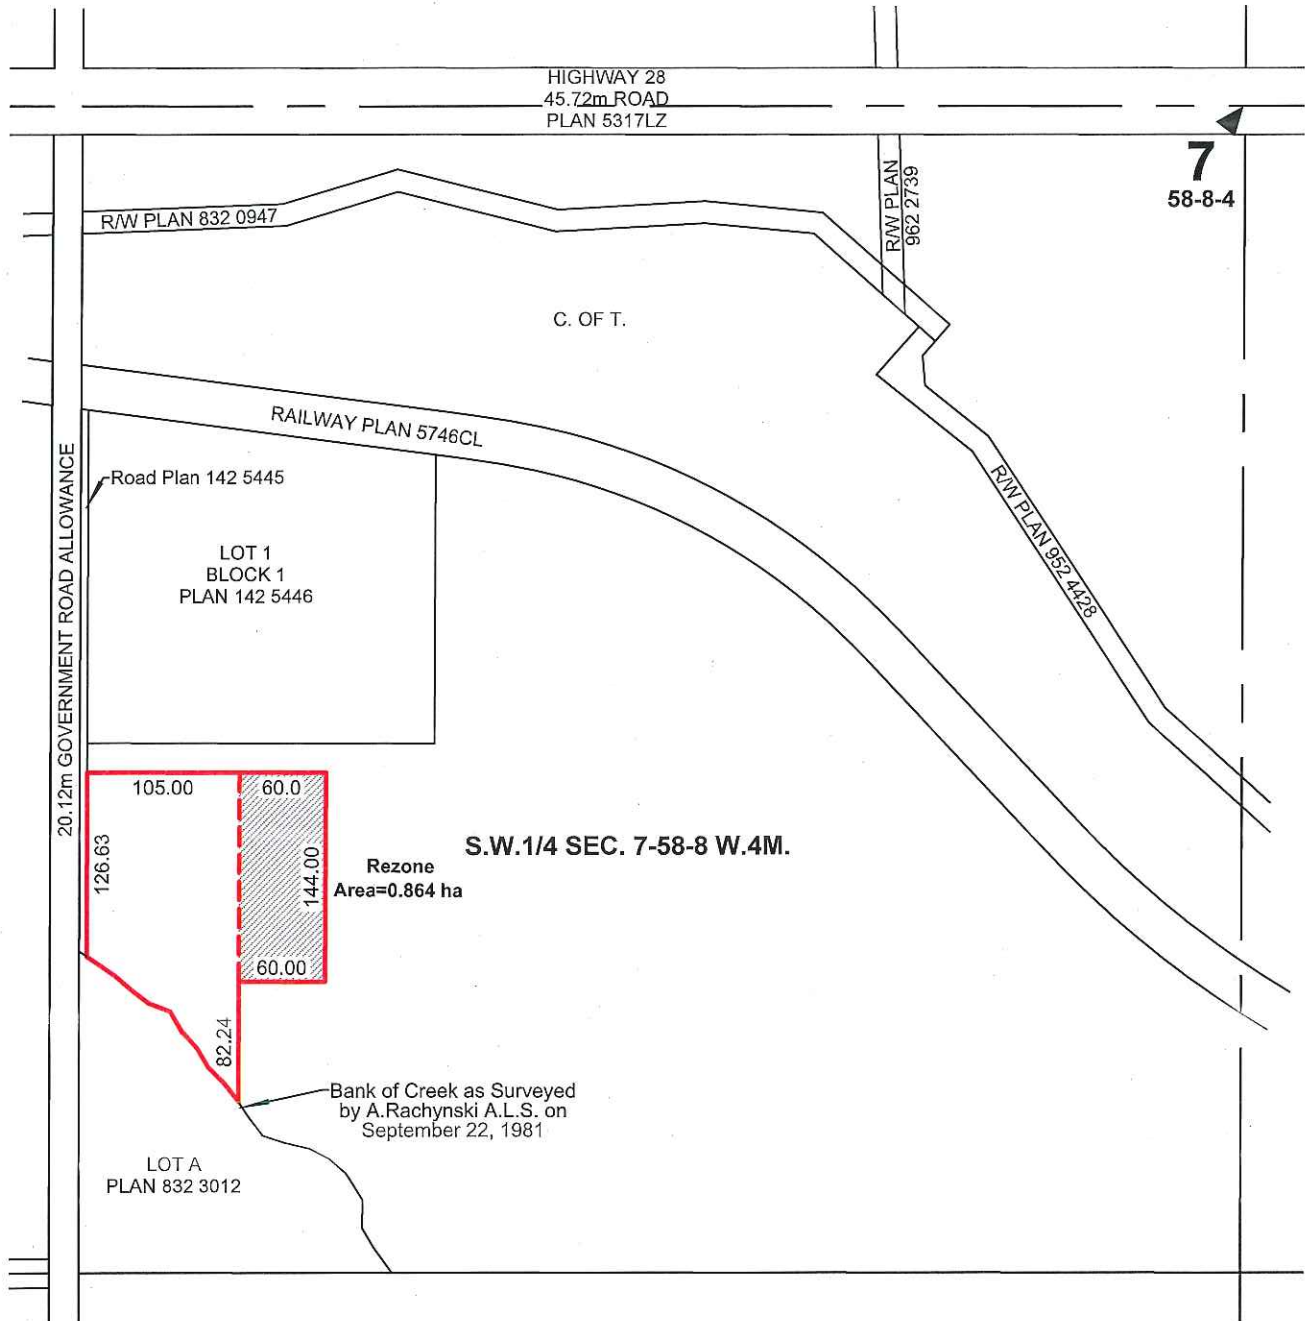 HIGHWAY 28
45.72m ROAD
PLAN 5317LZ
7
58-8-4
R/W PLAN
962 2739
R/W PLAN 832 0947
C. OF T.
RAILWAY PLAN 5746CL
Road Plan 142 5445
20.12m GOVERNMENT ROAD ALLOWANCE
LOT 1
BLOCK 1
PLAN 142 5446
R/W PLAN 952 4428
105.00
60.0
126.63
144.00
S.W.1/4 SEC. 7-58-8 W.4M.
Rezone
Area=0.864 ha
60.00
82.24
Bank of Creek as Surveyed
by A.Rachynski A.L.S. on
September 22, 1981
LOT A
PLAN 832 3012